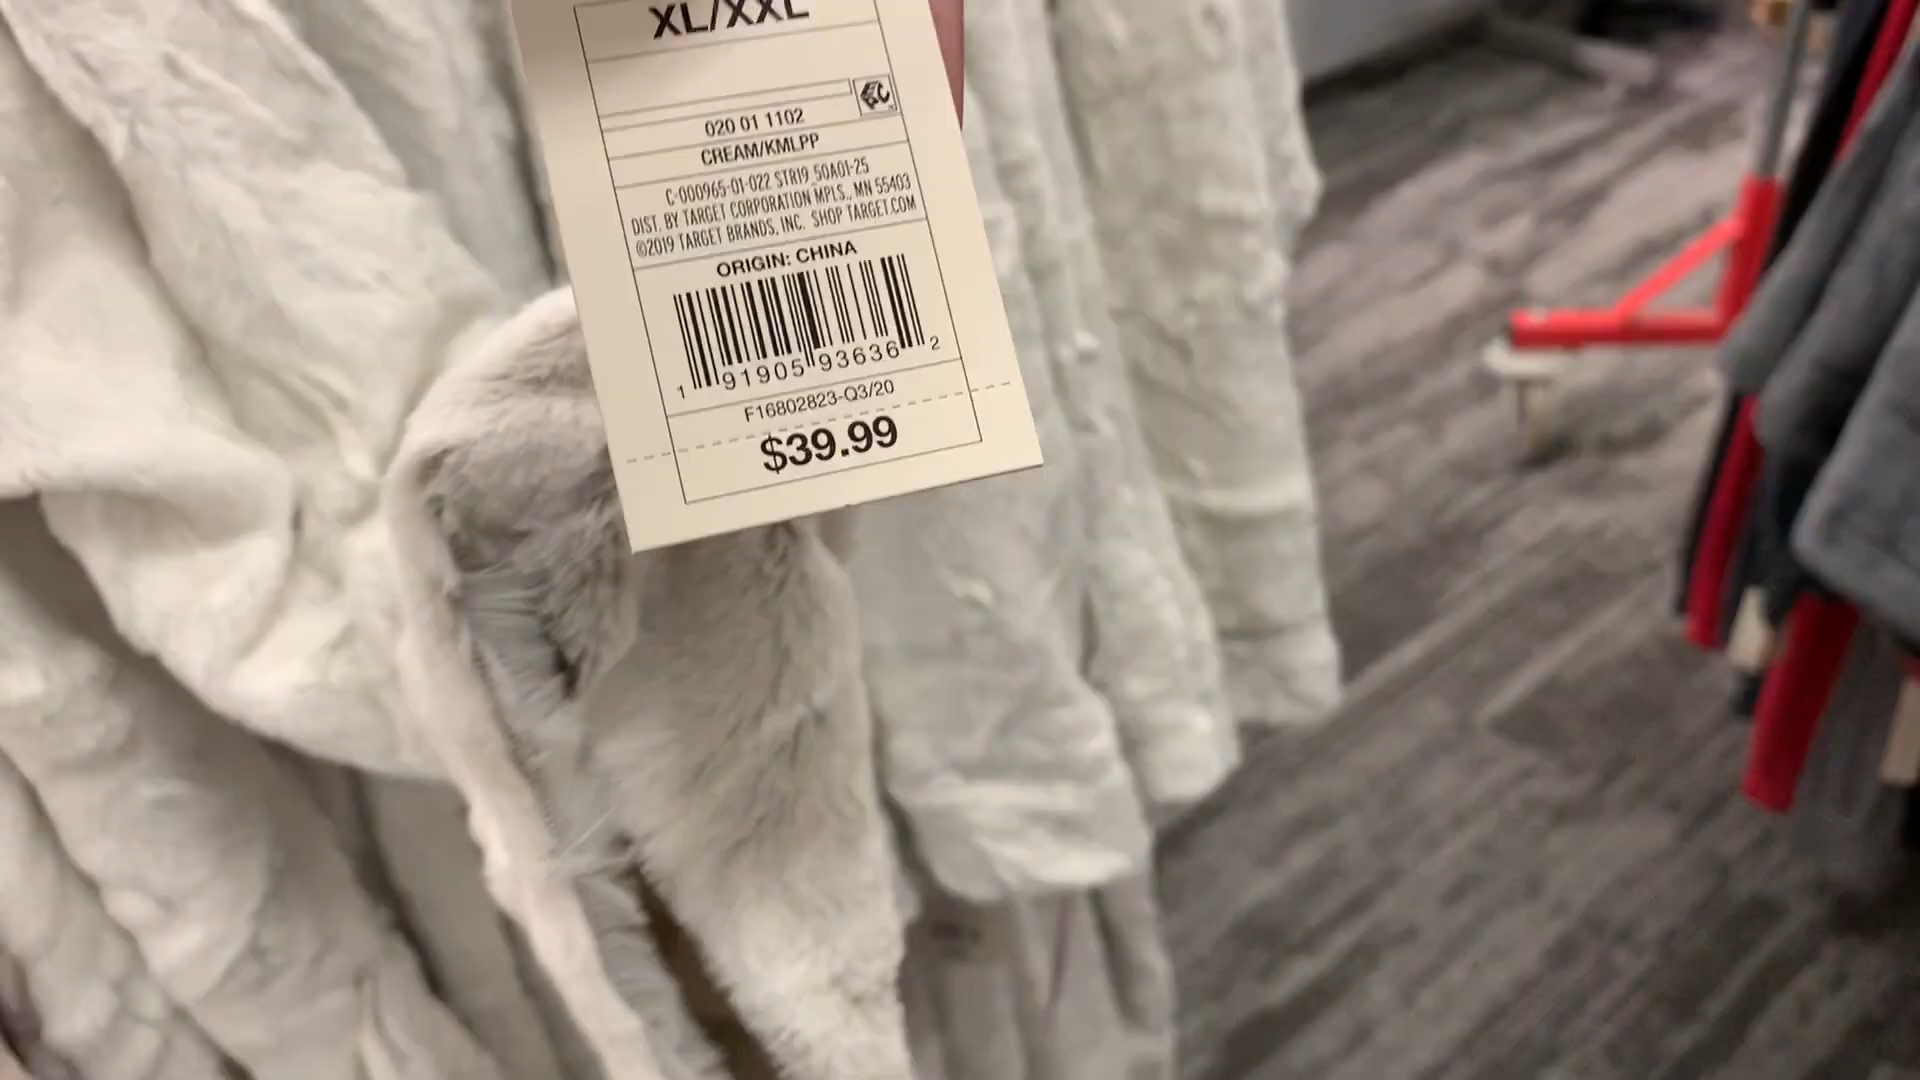 XL/XXL
020 01 1102
CREAM/KMLPP
C-000965-01-022 STR19 50A01-25
DIST. BY TARGET CORPORATION MPLS., MN 55403
©2019 TARGET BRANDS, INC. SHOP TARGET.COM
ORIGIN: CHINA
1 91905 93636 2
F16802823-Q3/20
$39.99